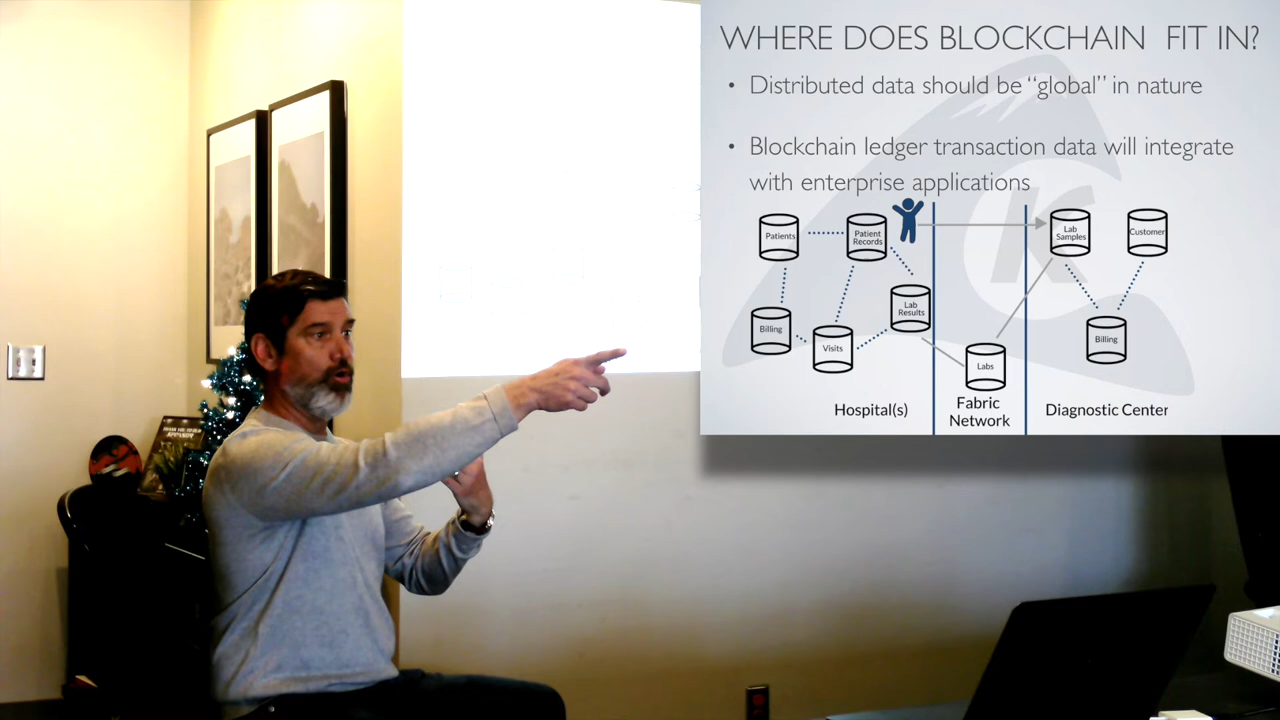 WHERE DOES BLOCKCHAIN FIT IN?
• Distributed data should be “global” in nature
• Blockchain ledger transaction data will integrate
with enterprise applications
Patients
Patient
Records
Lab
Samples
Customer
Billing
Visits
Lab
Results
Labs
Billing
Hospital(s)
Fabric
Network
Diagnostic Center
K